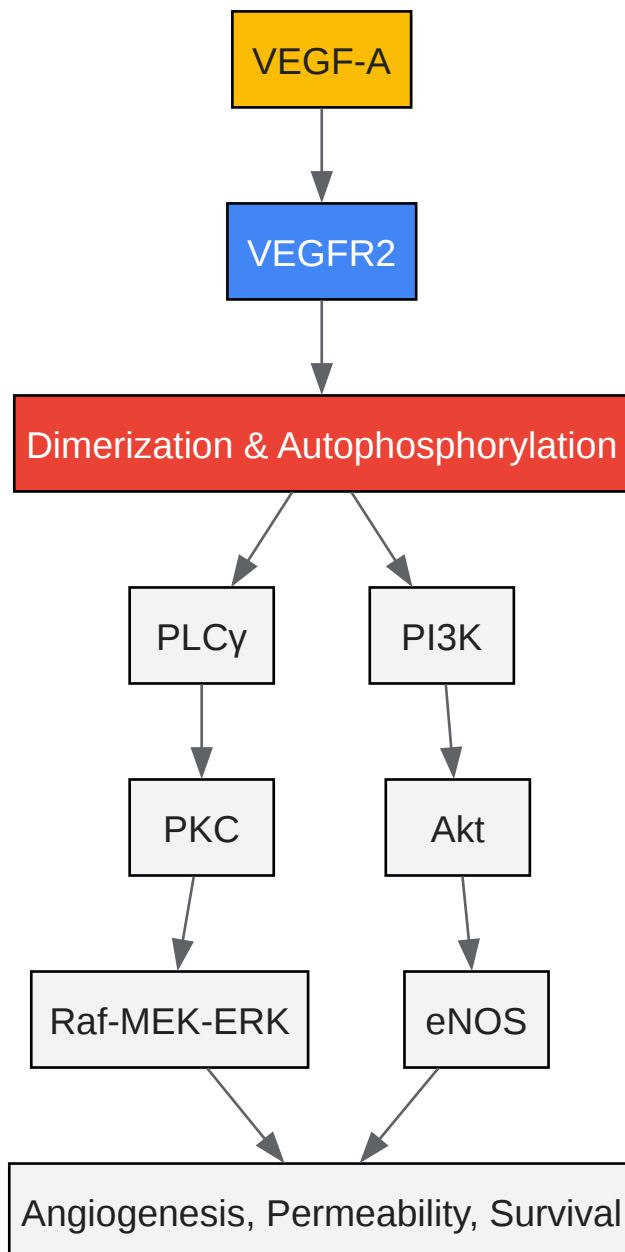 VEGF-A
VEGFR2
Dimerization & Autophosphorylation
PLCγ
PI3K
PKC
Akt
Raf-MEK-ERK
eNOS
Angiogenesis, Permeability, Survival